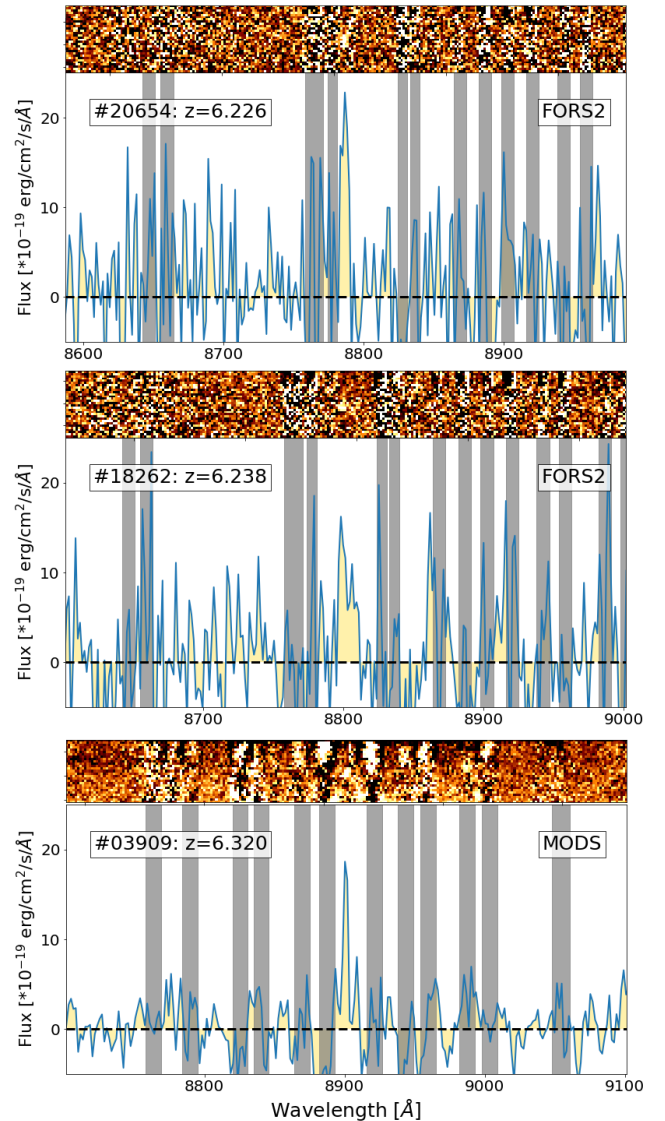 #20654: z=6.226
FORS2
Flux [*10⁻¹⁹ erg/cm²/s/Å]
20
10
0
8600
8700
8800
8900
#18262: z=6.238
FORS2
Flux [*10⁻¹⁹ erg/cm²/s/Å]
20
10
0
8700
8800
8900
9000
#03909: z=6.320
MODS
Flux [*10⁻¹⁹ erg/cm²/s/Å]
20
10
0
8800
8900
9000
9100
Wavelength [Å]